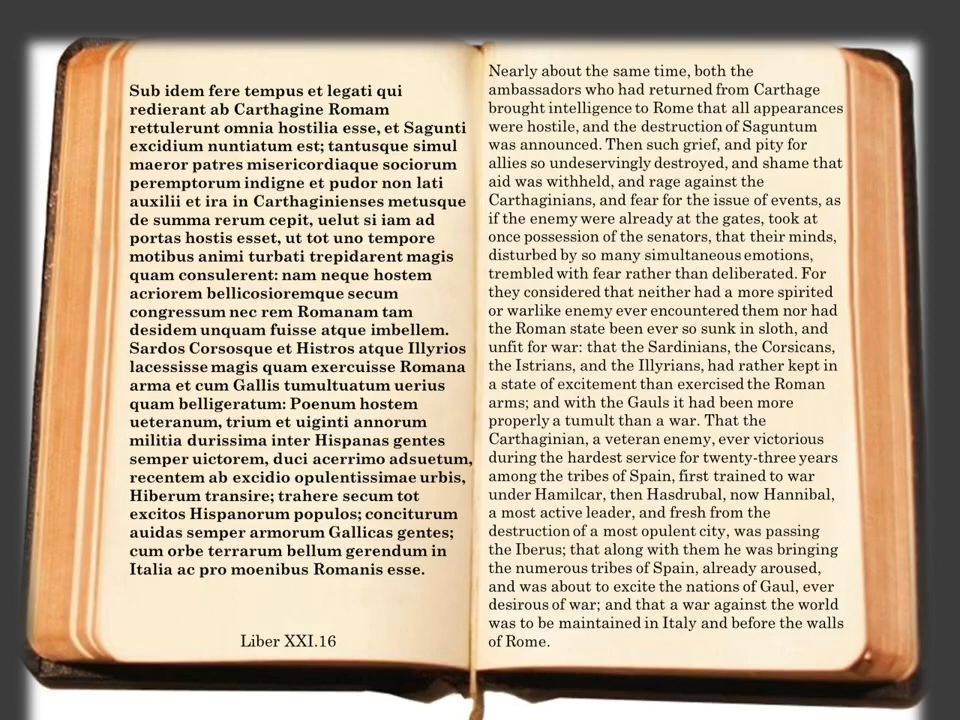 Sub idem fere tempus et legati qui
redierant ab Carthagine Romam
rettulerunt omnia hostilia esse, et Sagunti
excidium nuntiatum est; tantusque simul
maeror patres misericordiaque sociorum
peremptorum indigne et pudor non lati
auxilii et ira in Carthaginienses metusque
de summa rerum cepit, uelut si iam ad
portas hostis esset, ut tot uno tempore
motibus animi turbati trepidarent magis
quam consulerent: nam neque hostem
acriorem bellicosioremque secum
congressum nec rem Romanam tam
desidem unquam fuisse atque imbellem.
Sardos Corsosque et Histros atque Illyrios
lacessisse magis quam exercuisse Romana
arma et cum Gallis tumultuatum uerius
quam belligeratum: Poenum hostem
ueteranum, trium et uiginti annorum
militia durissima inter Hispanas gentes
semper uictorem, duci acerrimo adsuetum,
recentem ab excidio opulentissimae urbis,
Hiberum transire; trahere secum tot
excitos Hispanorum populos; conciturum
auidas semper armorum Gallicas gentes;
cum orbe terrarum bellum gerendum in
Italia ac pro moenibus Romanis esse.
Liber XXI.16
Nearly about the same time, both the
ambassadors who had returned from Carthage
brought intelligence to Rome that all appearances
were hostile, and the destruction of Saguntum
was announced. Then such grief, and pity for
allies so undeservingly destroyed, and shame that
aid was withheld, and rage against the
Carthaginians, and fear for the issue of events, as
if the enemy were already at the gates, took at
once possession of the senators, that their minds,
disturbed by so many simultaneous emotions,
trembled with fear rather than deliberated. For
they considered that neither had a more spirited
or warlike enemy ever encountered them nor had
the Roman state been ever so sunk in sloth, and
unfit for war: that the Sardinians, the Corsicans,
the Istrians, and the Illyrians, had rather kept in
a state of excitement than exercised the Roman
arms; and with the Gauls it had been more
properly a tumult than a war. That the
Carthaginian, a veteran enemy, ever victorious
during the hardest service for twenty-three years
among the tribes of Spain, first trained to war
under Hamilcar, then Hasdrubal, now Hannibal,
a most active leader, and fresh from the
destruction of a most opulent city, was passing
the Iberus; that along with them he was bringing
the numerous tribes of Spain, already aroused,
and was about to excite the nations of Gaul, ever
desirous of war; and that a war against the world
was to be maintained in Italy and before the walls
of Rome.